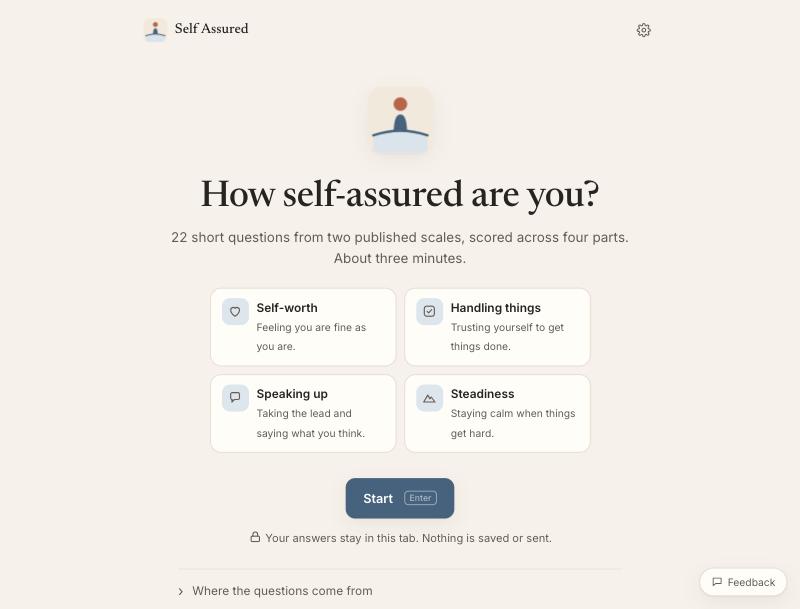 Self Assured
How self-assured are you?
22 short questions from two published scales, scored across four parts.
About three minutes.
Self-worth
Feeling you are fine as
you are.
Handling things
Trusting yourself to get
things done.
Speaking up
Taking the lead and
saying what you think.
Steadiness
Staying calm when things
get hard.
Start Enter
Your answers stay in this tab. Nothing is saved or sent.
Where the questions come from
Feedback